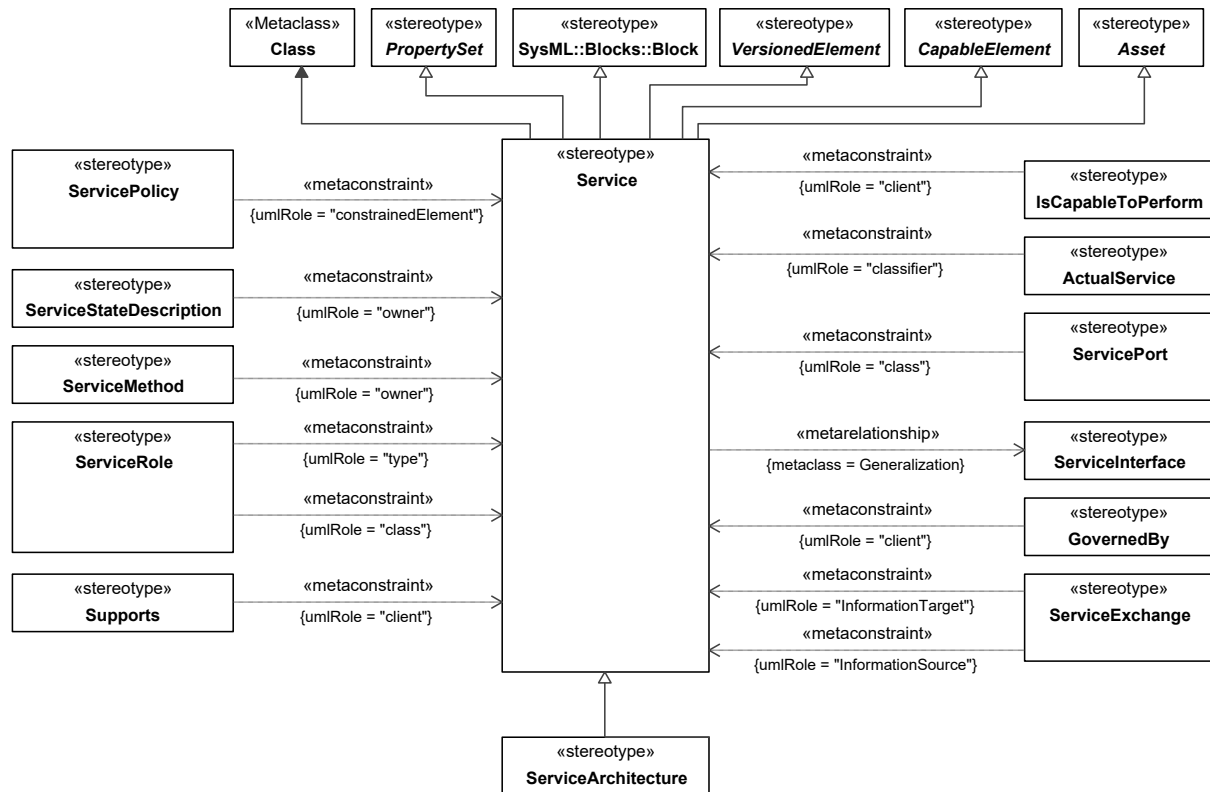 «Metaclass»
Class
«stereotype»
PropertySet
«stereotype»
SysML::Blocks::Block
«stereotype»
VersionedElement
«stereotype»
CapableElement
«stereotype»
Asset
«stereotype»
Service
«stereotype»
ServicePolicy
«metaconstraint»
{umlRole = "constrainedElement"}
«stereotype»
ServiceStateDescription
«metaconstraint»
{umlRole = "owner"}
«stereotype»
ServiceMethod
«metaconstraint»
{umlRole = "owner"}
«stereotype»
ServiceRole
«metaconstraint»
{umlRole = "type"}
«metaconstraint»
{umlRole = "class"}
«stereotype»
Supports
«metaconstraint»
{umlRole = "client"}
«metaconstraint»
{umlRole = "client"}
«stereotype»
IsCapableToPerform
«metaconstraint»
{umlRole = "classifier"}
«stereotype»
ActualService
«metaconstraint»
{umlRole = "class"}
«stereotype»
ServicePort
«metarelationship»
{metaclass = Generalization}
«stereotype»
ServiceInterface
«metaconstraint»
{umlRole = "client"}
«stereotype»
GovernedBy
«metaconstraint»
{umlRole = "InformationTarget"}
«metaconstraint»
{umlRole = "InformationSource"}
«stereotype»
ServiceExchange
«stereotype»
ServiceArchitecture